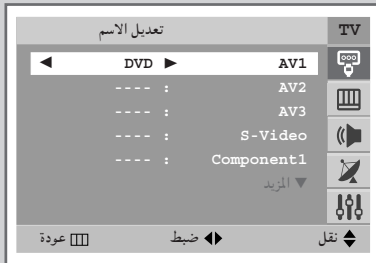 تعديل الاسم
TV
AV1 ◀ DVD ▶
AV2 : ----
AV3 : ----
S-Video : ----
Component1 : ----
▼ المزيد
نقل
ضبط
عودة